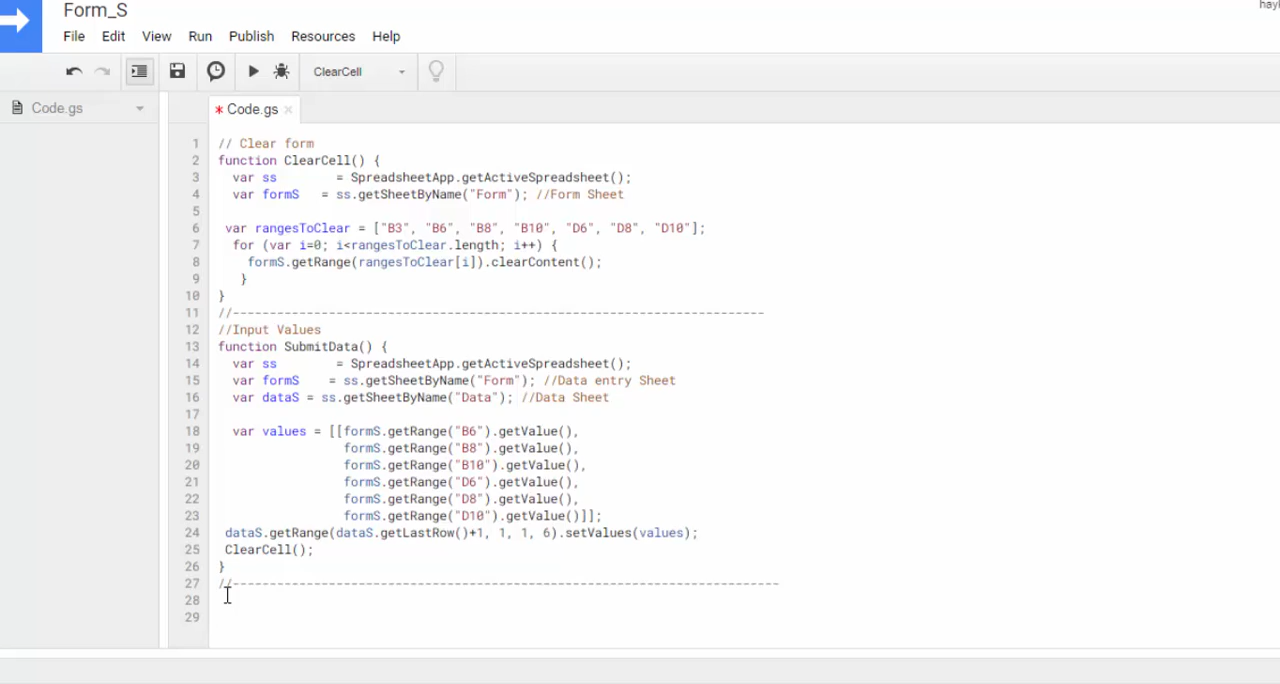 Form_S
File Edit View Run Publish Resources Help
ClearCell
Code.gs
* Code.gs ×
1 // Clear form
2 function ClearCell() {
3 var ss = SpreadsheetApp.getActiveSpreadsheet();
4 var formS = ss.getSheetByName("Form"); //Form Sheet
5
6 var rangesToClear = ["B3", "B6", "B8", "B10", "D6", "D8", "D10"];
7 for (var i=0; i<rangesToClear.length; i++) {
8 formS.getRange(rangesToClear[i]).clearContent();
9 }
10 }
11 //------------------------------------------------------------------------
12 //Input Values
13 function SubmitData() {
14 var ss = SpreadsheetApp.getActiveSpreadsheet();
15 var formS = ss.getSheetByName("Form"); //Data entry Sheet
16 var dataS = ss.getSheetByName("Data"); //Data Sheet
17
18 var values = [[formS.getRange("B6").getValue(),
19 formS.getRange("B8").getValue(),
20 formS.getRange("B10").getValue(),
21 formS.getRange("D6").getValue(),
22 formS.getRange("D8").getValue(),
23 formS.getRange("D10").getValue()]];
24 dataS.getRange(dataS.getLastRow()+1, 1, 1, 6).setValues(values);
25 ClearCell();
26 }
27 //--------------------------------------------------------------------------
28
29